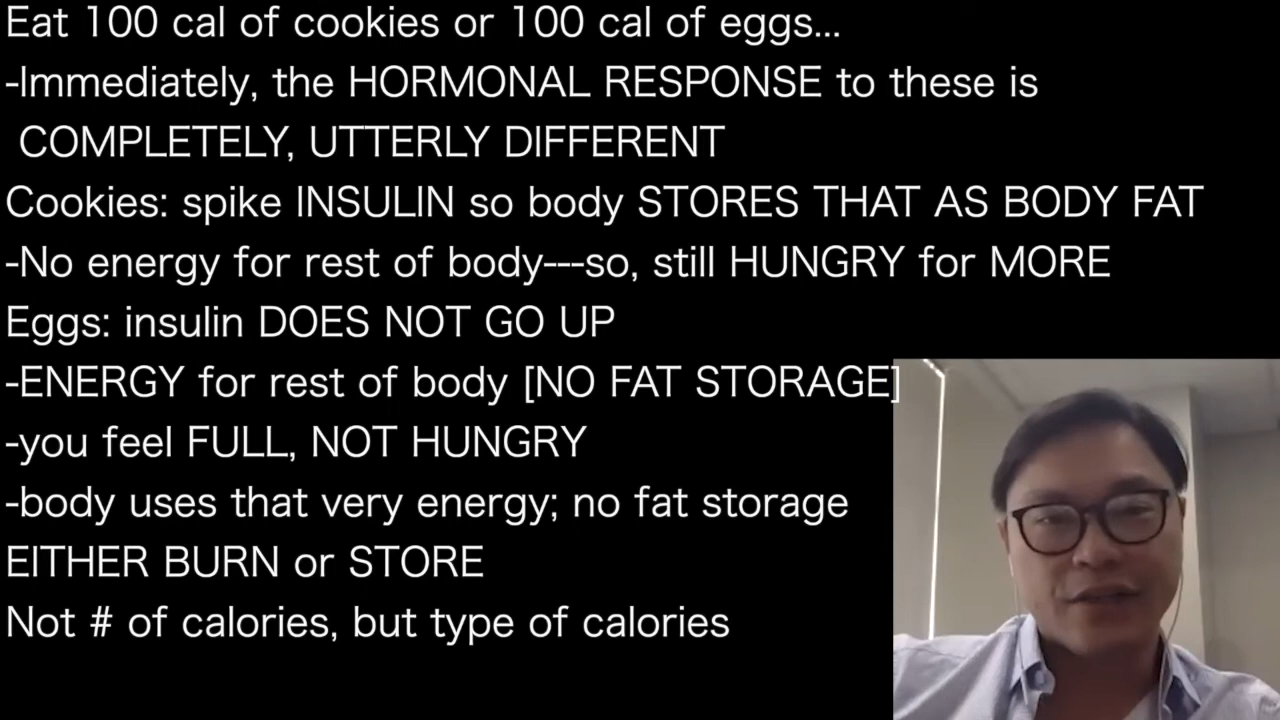 Eat 100 cal of cookies or 100 cal of eggs...
-Immediately, the HORMONAL RESPONSE to these is
COMPLETELY, UTTERLY DIFFERENT
Cookies: spike INSULIN so body STORES THAT AS BODY FAT
-No energy for rest of body---so, still HUNGRY for MORE
Eggs: insulin DOES NOT GO UP
-ENERGY for rest of body [NO FAT STORAGE]
-you feel FULL, NOT HUNGRY
-body uses that very energy; no fat storage
EITHER BURN or STORE
Not # of calories, but type of calories